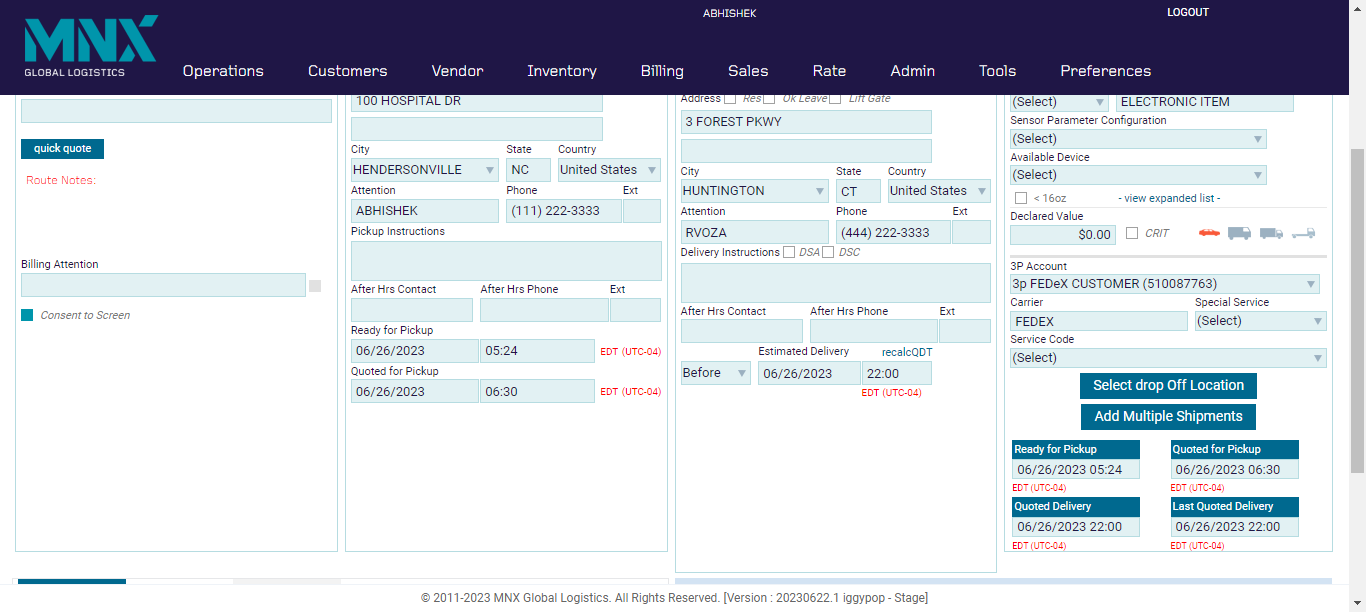 ABHISHEK
LOGOUT
MNX
GLOBAL LOGISTICS
Operations Customers Vendor Inventory Billing Sales Rate Admin Tools Preferences
quick quote
Route Notes:
Billing Attention
Consent to Screen
100 HOSPITAL DR
City State Country
HENDERSONVILLE NC United States
Attention Phone Ext
ABHISHEK (111) 222-3333
Pickup Instructions
After Hrs Contact After Hrs Phone Ext
Ready for Pickup
06/26/2023 05:24 EDT (UTC-04)
Quoted for Pickup
06/26/2023 06:30 EDT (UTC-04)
Address Res Ok Leave Lift Gate
3 FOREST PKWY
City State Country
HUNTINGTON CT United States
Attention Phone Ext
RVOZA (444) 222-3333
Delivery Instructions DSA DSC
After Hrs Contact After Hrs Phone Ext
Estimated Delivery recalcQDT
Before 06/26/2023 22:00
EDT (UTC-04)
(Select) ELECTRONIC ITEM
Sensor Parameter Configuration
(Select)
Available Device
(Select)
< 16oz - view expanded list -
Declared Value
$0.00 CRIT
3P Account
3p FEDeX CUSTOMER (510087763)
Carrier Special Service
FEDEX (Select)
Service Code
(Select)
Select drop Off Location
Add Multiple Shipments
Ready for Pickup Quoted for Pickup
06/26/2023 05:24 06/26/2023 06:30
EDT (UTC-04) EDT (UTC-04)
Quoted Delivery Last Quoted Delivery
06/26/2023 22:00 06/26/2023 22:00
EDT (UTC-04) EDT (UTC-04)
© 2011-2023 MNX Global Logistics. All Rights Reserved. [Version : 20230622.1 iggypop - Stage]